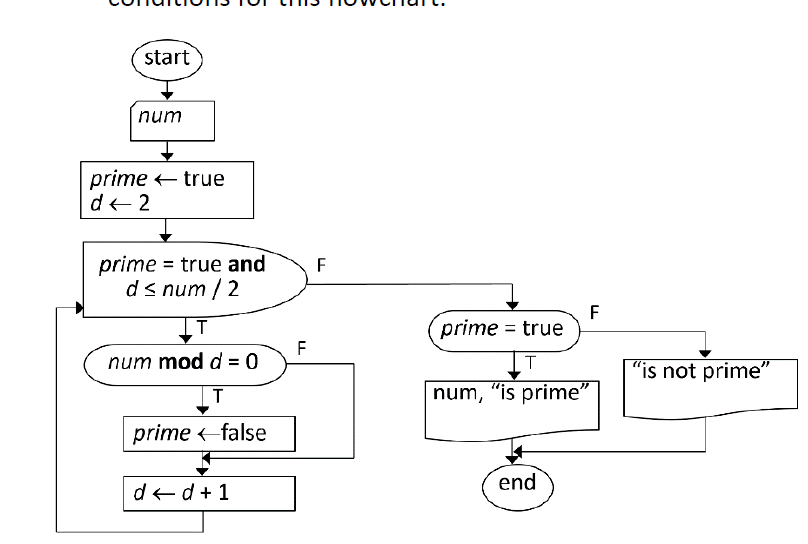 conditions for this flowchart.
start
num
prime ← true
d ← 2
prime = true and
d ≤ num / 2
F
T
num mod d = 0
F
T
prime ←false
d ← d + 1
prime = true
F
T
num, "is prime"
"is not prime"
end